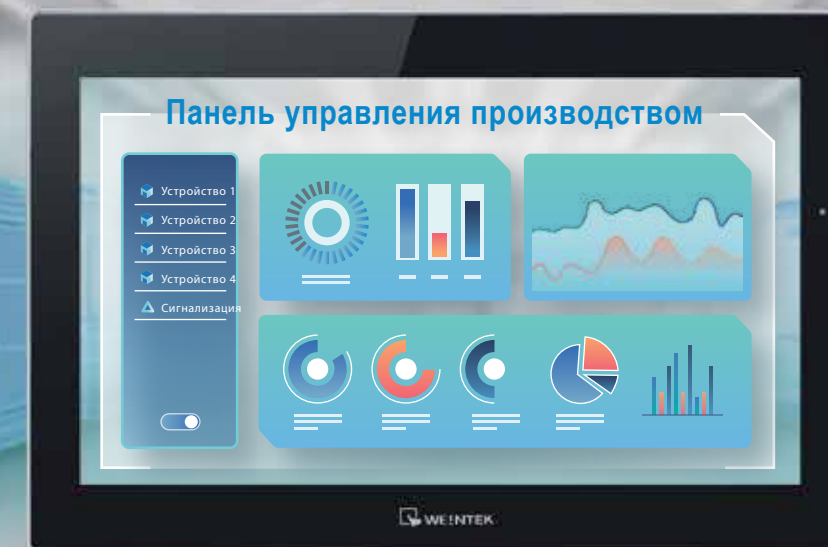 Панель управления производством
Устройство 1
Устройство 2
Устройство 3
Устройство 4
Сигнализация
WEINTEK